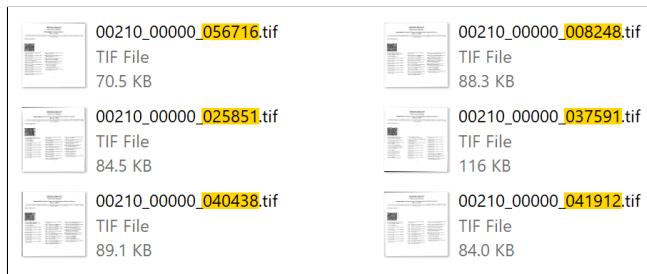 00210_00000_056716.tif
TIF File
70.5 KB
00210_00000_008248.tif
TIF File
88.3 KB
00210_00000_025851.tif
TIF File
84.5 KB
00210_00000_037591.tif
TIF File
116 KB
00210_00000_040438.tif
TIF File
89.1 KB
00210_00000_041912.tif
TIF File
84.0 KB